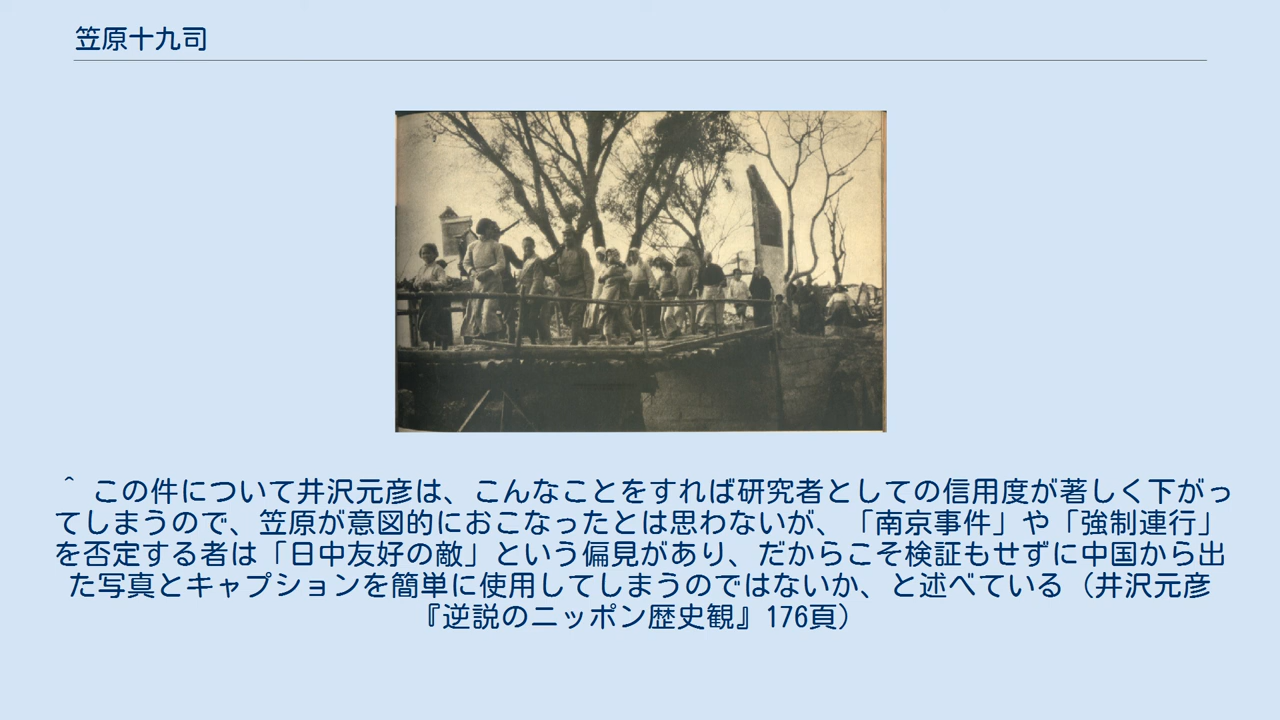 笠原十九司
^ この件について井沢元彦は、こんなことをすれば研究者としての信用度が著しく下がっ
てしまうので、笠原が意図的におこなったとは思わないが、「南京事件」や「強制連行」
を否定する者は「日中友好の敵」という偏見があり、だからこそ検証もせずに中国から出
た写真とキャプションを簡単に使用してしまうのではないか、と述べている（井沢元彦
『逆説のニッポン歴史観』176頁）